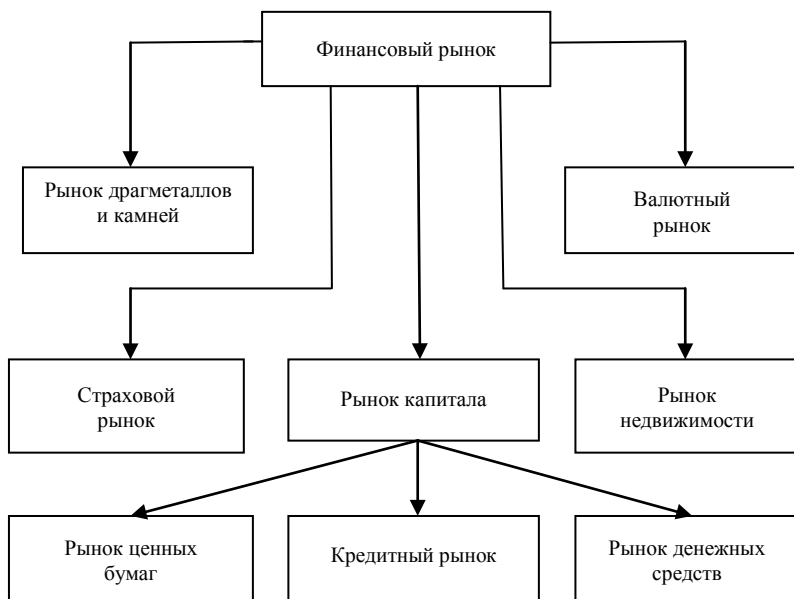 Финансовый рынок
Рынок драгметаллов
и камней
Валютный
рынок
Страховой
рынок
Рынок капитала
Рынок
недвижимости
Рынок ценных
бумаг
Кредитный рынок
Рынок денежных
средств